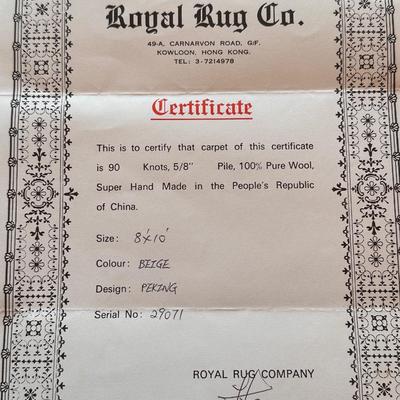 Royal Rug Co.
49-A, CARNARVON ROAD, G/F.
KOWLOON, HONG KONG.
TEL: 3-7214978
Certificate
This is to certify that carpet of this certificate
is 90 Knots, 5/8" Pile, 100% Pure Wool,
Super Hand Made in the People's Republic
of China.
Size: 8'x10'
Colour: BEIGE
Design: PEKING
Serial No: 29071
ROYAL RUG COMPANY